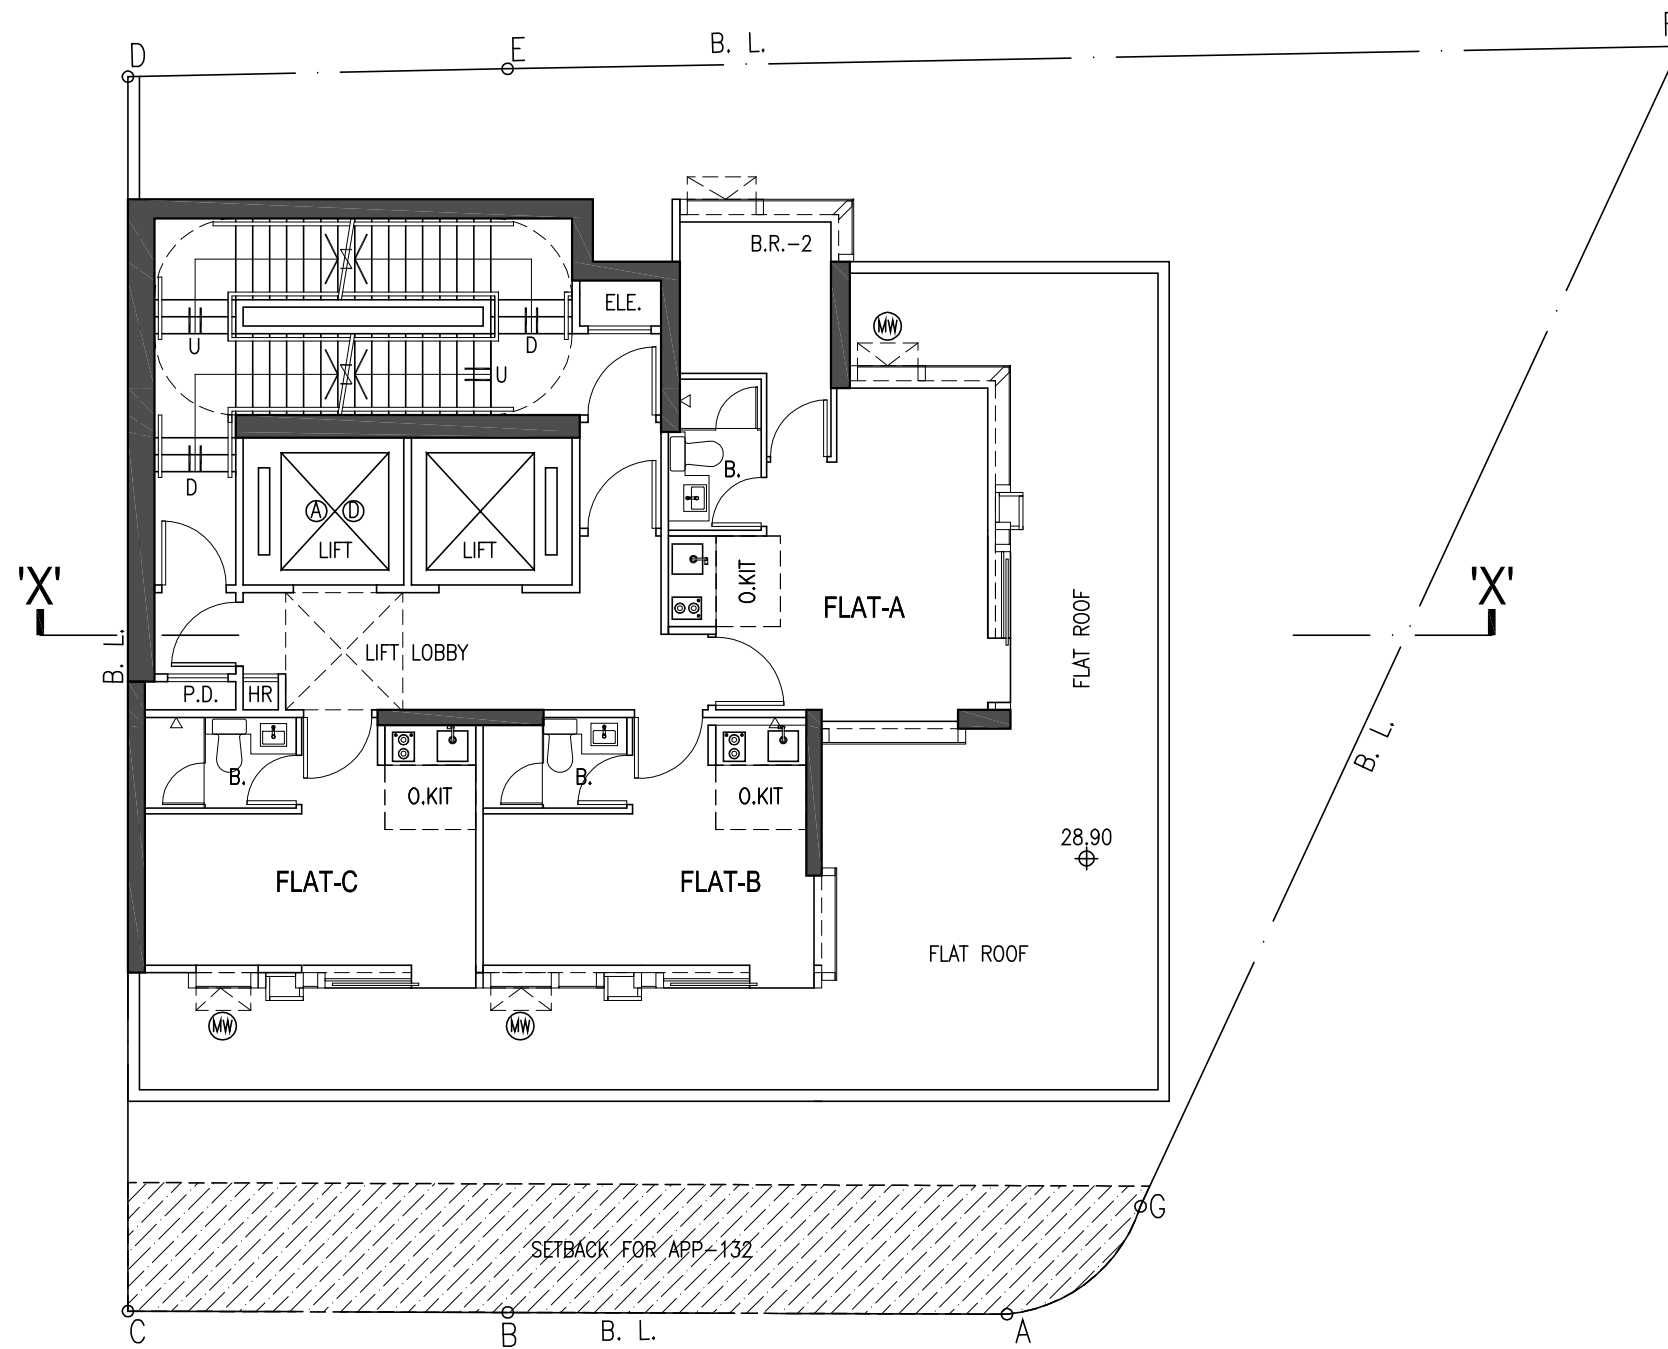 F
D
E
B. L.
B.R.-2
ELE.
MW
U
D
U
D
B.
A
D
LIFT
LIFT
'X'
'X'
O.KIT
FLAT-A
FLAT ROOF
B. L.
LIFT LOBBY
P.D.
HR
B. L.
B.
B.
O.KIT
O.KIT
28.90
FLAT-C
FLAT-B
FLAT ROOF
MW
MW
G
SETBACK FOR APP-132
C
B
B. L.
A